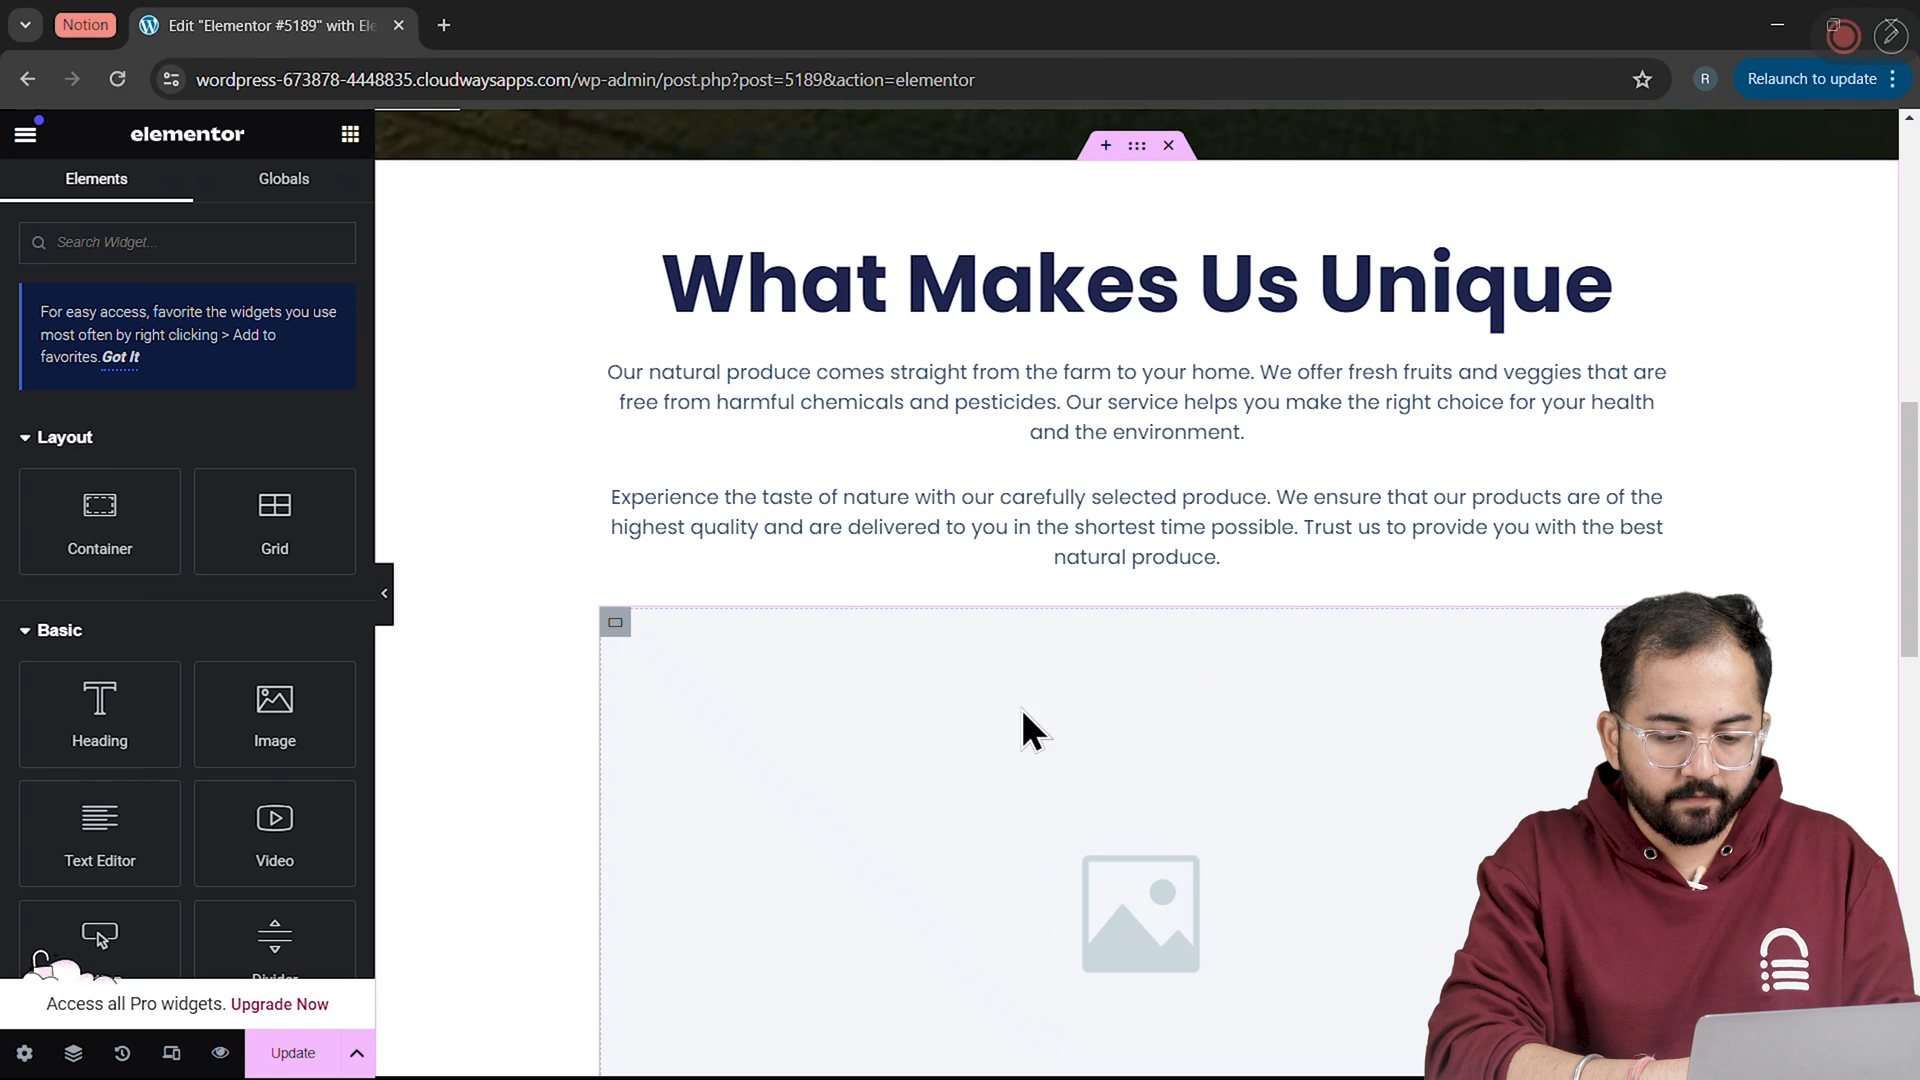 Notion
Edit "Elementor #5189" with Ele
wordpress-673878-4448835.cloudwaysapps.com/wp-admin/post.php?post=5189&action=elementor
R
Relaunch to update
elementor
Elements
Globals
Search Widget...
For easy access, favorite the widgets you use
most often by right clicking > Add to
favorites. Got It
Layout
Container
Grid
Basic
Heading
Image
Text Editor
Video
Divider
Access all Pro widgets. Upgrade Now
Update
What Makes Us Unique
Our natural produce comes straight from the farm to your home. We offer fresh fruits and veggies that are
free from harmful chemicals and pesticides. Our service helps you make the right choice for your health
and the environment.
Experience the taste of nature with our carefully selected produce. We ensure that our products are of the
highest quality and are delivered to you in the shortest time possible. Trust us to provide you with the best
natural produce.